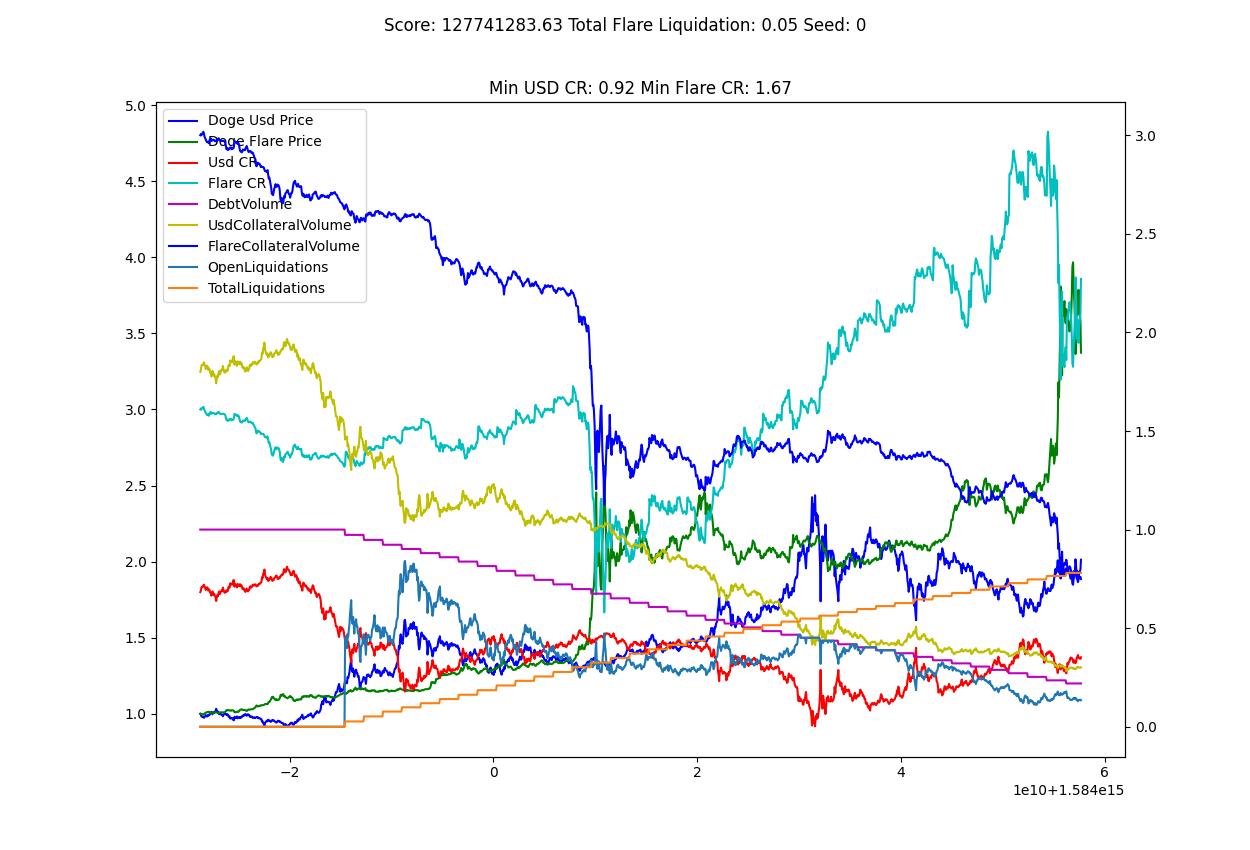 Score: 127741283.63 Total Flare Liquidation: 0.05 Seed: 0
Min USD CR: 0.92 Min Flare CR: 1.67
Doge Usd Price
Doge Flare Price
Usd CR
Flare CR
DebtVolume
UsdCollateralVolume
FlareCollateralVolume
OpenLiquidations
TotalLiquidations
5.0
4.5
4.0
3.5
3.0
2.5
2.0
1.5
1.0
3.0
2.5
2.0
1.5
1.0
0.5
0.0
−2 0 2 4 6
1e10+1.584e15